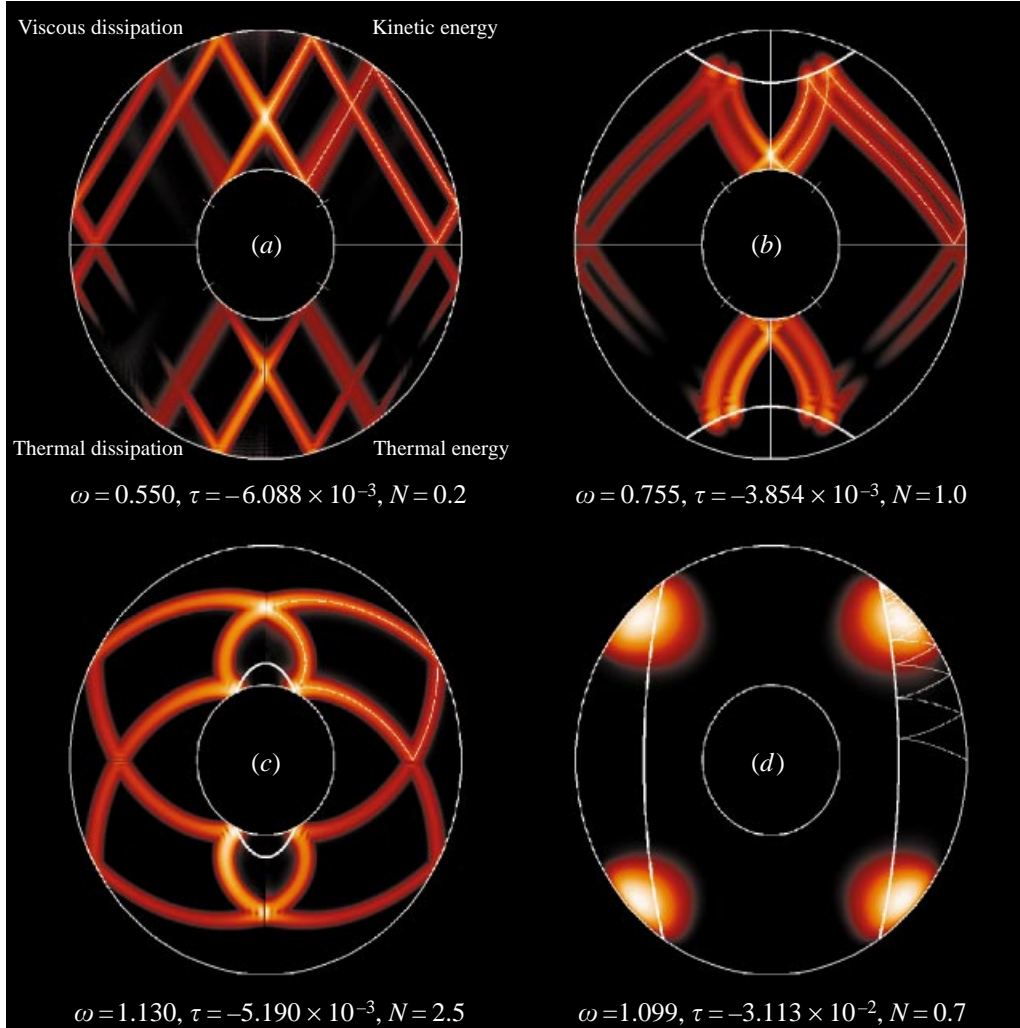 Viscous dissipation
Kinetic energy
(a)
(b)
Thermal dissipation
Thermal energy
ω = 0.550, τ = −6.088 × 10⁻³, N = 0.2
ω = 0.755, τ = −3.854 × 10⁻³, N = 1.0
(c)
(d)
ω = 1.130, τ = −5.190 × 10⁻³, N = 2.5
ω = 1.099, τ = −3.113 × 10⁻², N = 0.7